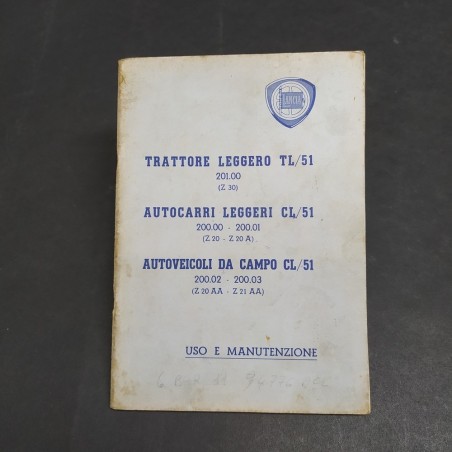 LANCIA
TRATTORE LEGGERO TL/51
201.00
(Z 30)
AUTOCARRI LEGGERI CL/51
200.00 - 200.01
(Z 20 - Z 20 A)
AUTOVEICOLI DA CAMPO CL/51
200.02 - 200.03
(Z 20 AA - Z 21 AA)
USO E MANUTENZIONE